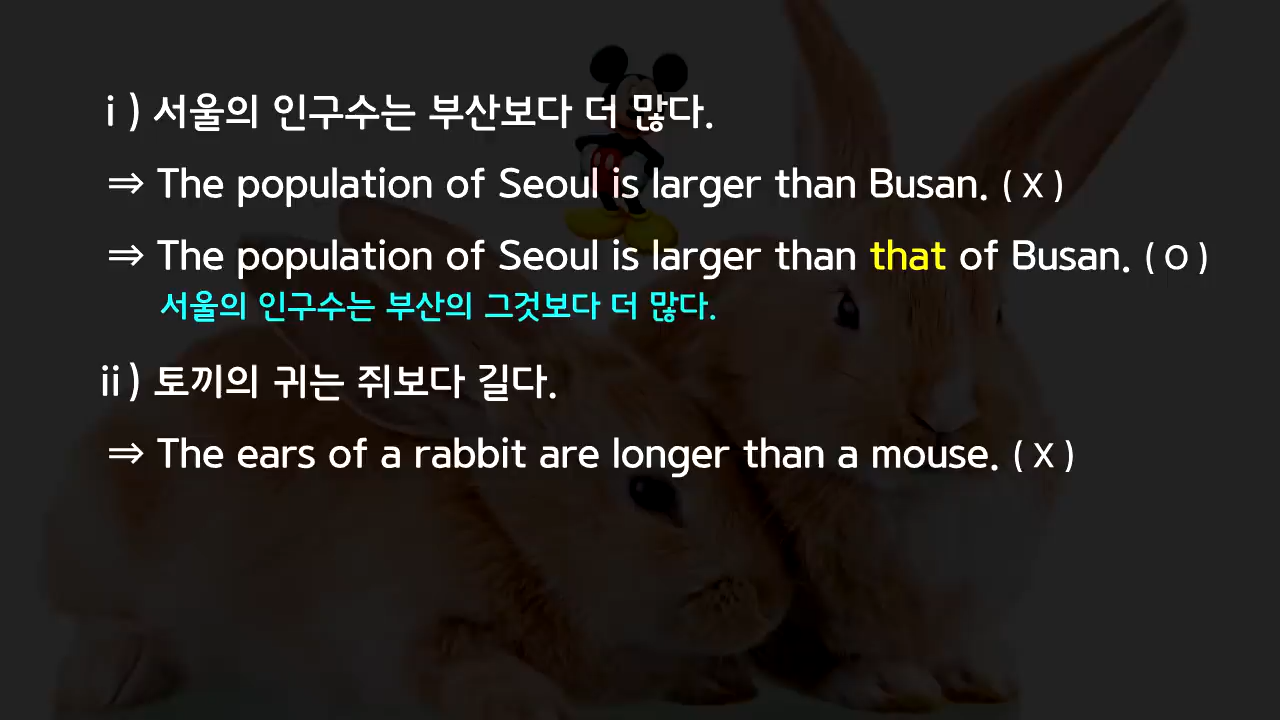 ⅰ) 서울의 인구수는 부산보다 더 많다.
⇒ The population of Seoul is larger than Busan. ( X )
⇒ The population of Seoul is larger than that of Busan. ( O )
서울의 인구수는 부산의 그것보다 더 많다.
ⅱ) 토끼의 귀는 쥐보다 길다.
⇒ The ears of a rabbit are longer than a mouse. ( X )